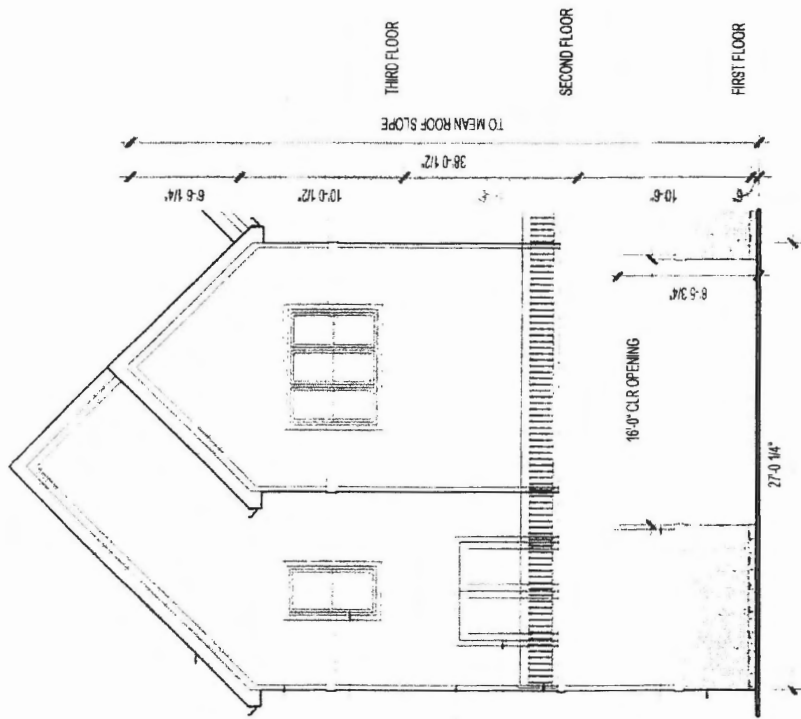 THIRD FLOOR
SECOND FLOOR
FIRST FLOOR
TO MEAN ROOF SLOPE
38'-0 1/2"
6'-6 1/4"
10'-0 1/2"
10'-6"
6"
8'-5 3/4"
16'-0" CLR OPENING
27'-0 1/4"